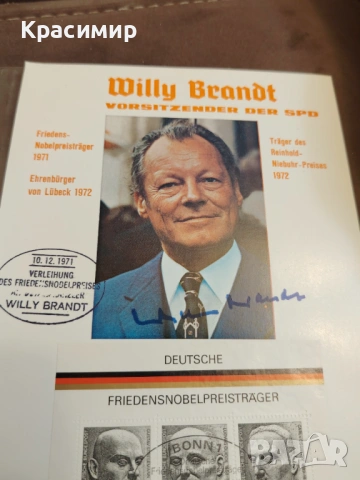 Красимир
Willy Brandt
VORSITZENDER DER SPD
Friedens-
Nobelpreisträger
1971
Ehrenbürger
von Lübeck 1972
Träger des
Reinhold-
Niebuhr-Preises
1972
10.12.1971
VERLEIHUNG
DES FRIEDENSNOBELPREISES
WILLY BRANDT
DEUTSCHE
FRIEDENSNOBELPREISTRÄGER
BONN 1
bazar